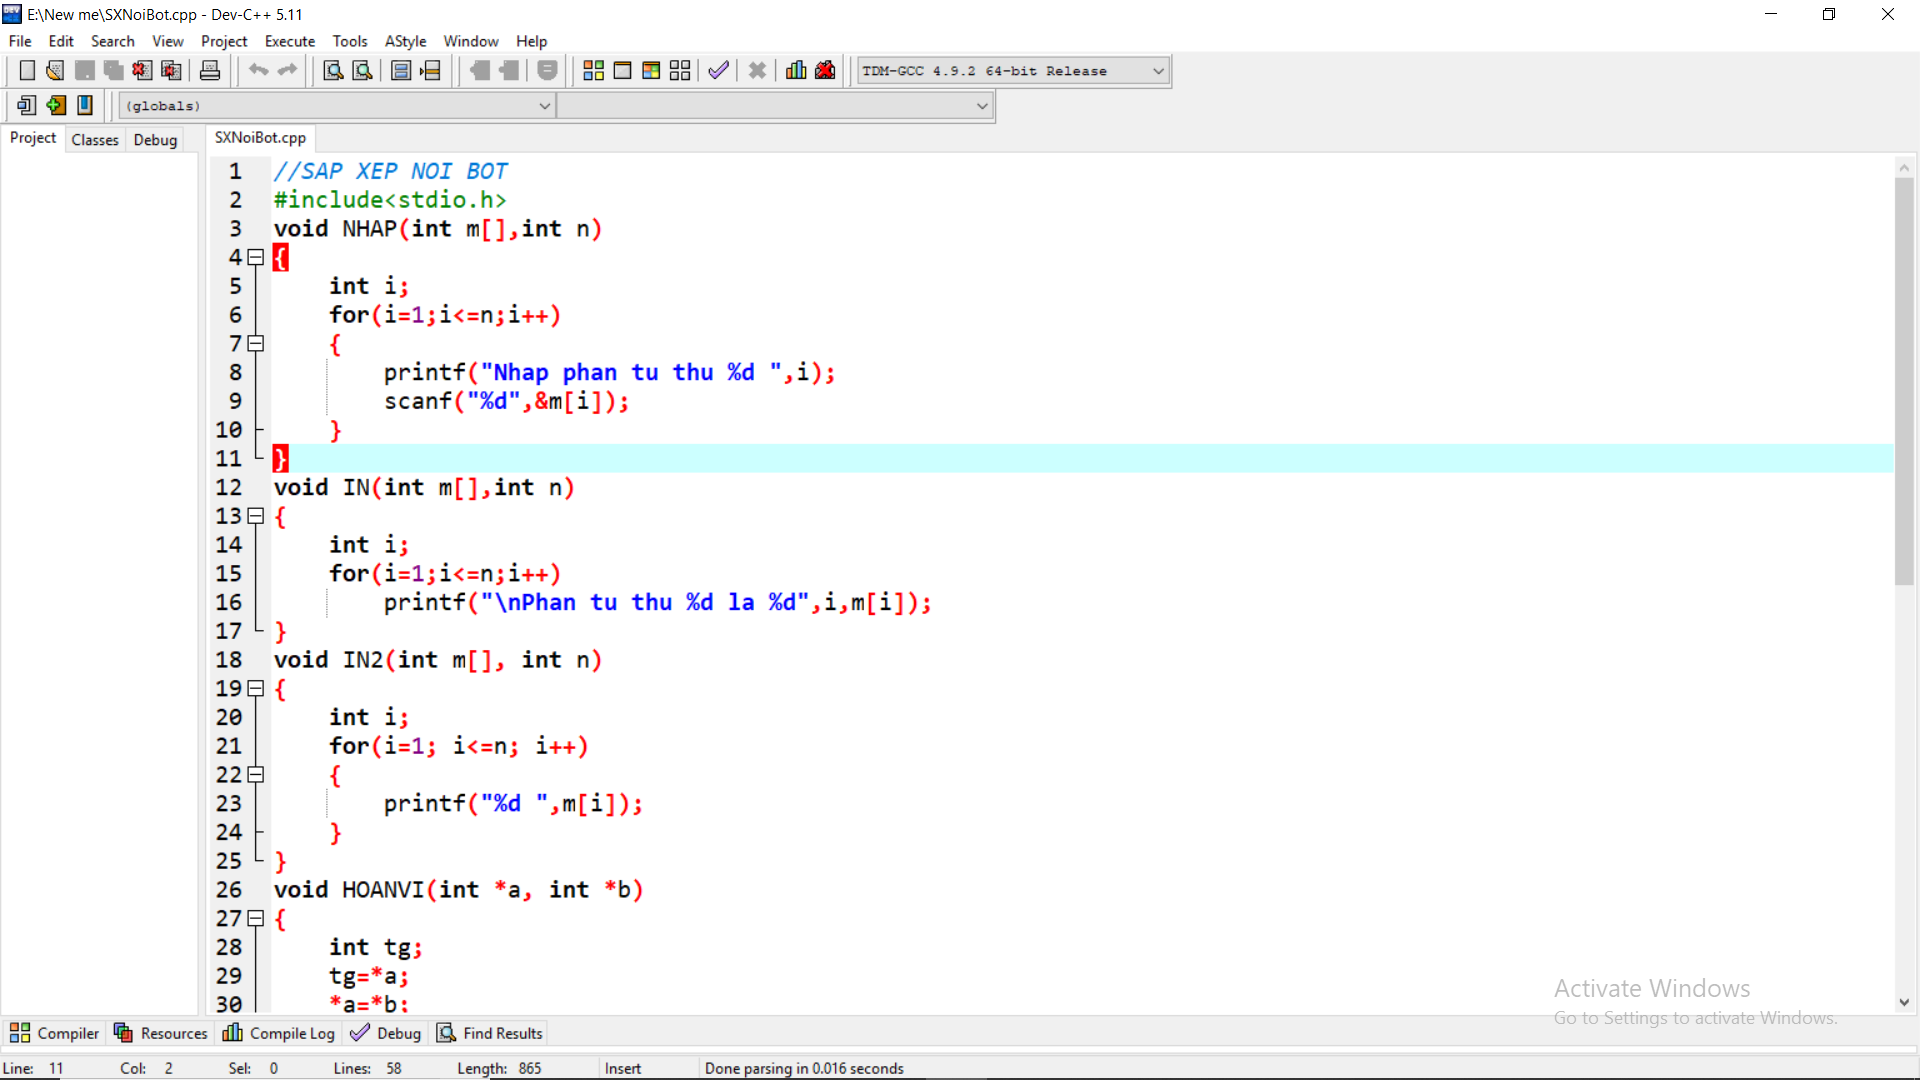 E:\New me\SXNoiBot.cpp - Dev-C++ 5.11
File Edit Search View Project Execute Tools AStyle Window Help
TDM-GCC 4.9.2 64-bit Release
(globals)
Project Classes Debug SXNoiBot.cpp
1 //SAP XEP NOI BOT
2 #include<stdio.h>
3 void NHAP(int m[],int n)
4 {
5 int i;
6 for(i=1;i<=n;i++)
7 {
8 printf("Nhap phan tu thu %d ",i);
9 scanf("%d",&m[i]);
10 }
11 }
12 void IN(int m[],int n)
13 {
14 int i;
15 for(i=1;i<=n;i++)
16 printf("\nPhan tu thu %d la %d",i,m[i]);
17 }
18 void IN2(int m[], int n)
19 {
20 int i;
21 for(i=1; i<=n; i++)
22 {
23 printf("%d ",m[i]);
24 }
25 }
26 void HOANVI(int *a, int *b)
27 {
28 int tg;
29 tg=*a;
30 *a=*b;
Activate Windows
Go to Settings to activate Windows.
Compiler Resources Compile Log Debug Find Results
Line: 11 Col: 2 Sel: 0 Lines: 58 Length: 865 Insert Done parsing in 0.016 seconds